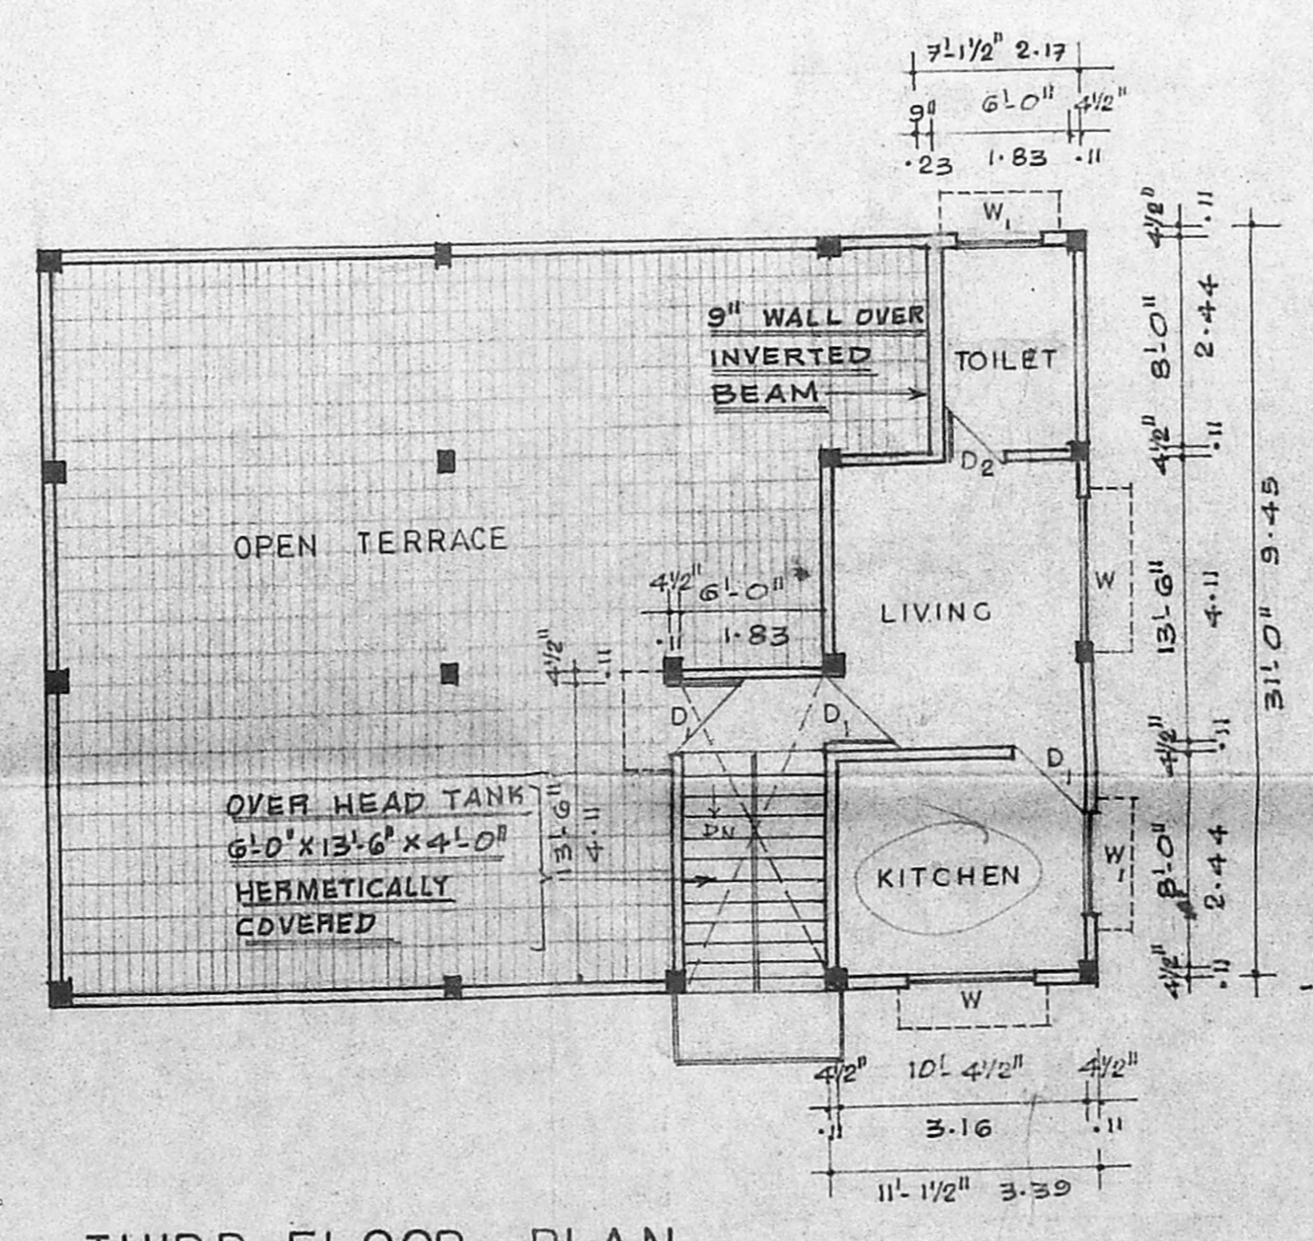 7'-1½" 2.17
9" 6'-0" 4½"
.23 1.83 .11
W₁
4½" .11
9" WALL OVER
INVERTED
BEAM
TOILET
8'-0" 2.44
D₂
4½" .11
OPEN TERRACE
4½" 6'-0"
.11 1.83
LIVING
W
13'-6" 4.11
31'-0" 9.45
4½" .11
D
D₁
D₁
4½" .11
OVER HEAD TANK
6'-0" X 13'-6" X 4'-0"
HERMETICALLY
COVERED
13'-6"
4.11
DN
KITCHEN
W₁
8'-0" 2.44
4½" .11
W
4½" 10'-4½" 4½"
.11 3.16 .11
11'-1½" 3.39
THIRD FLOOR PLAN